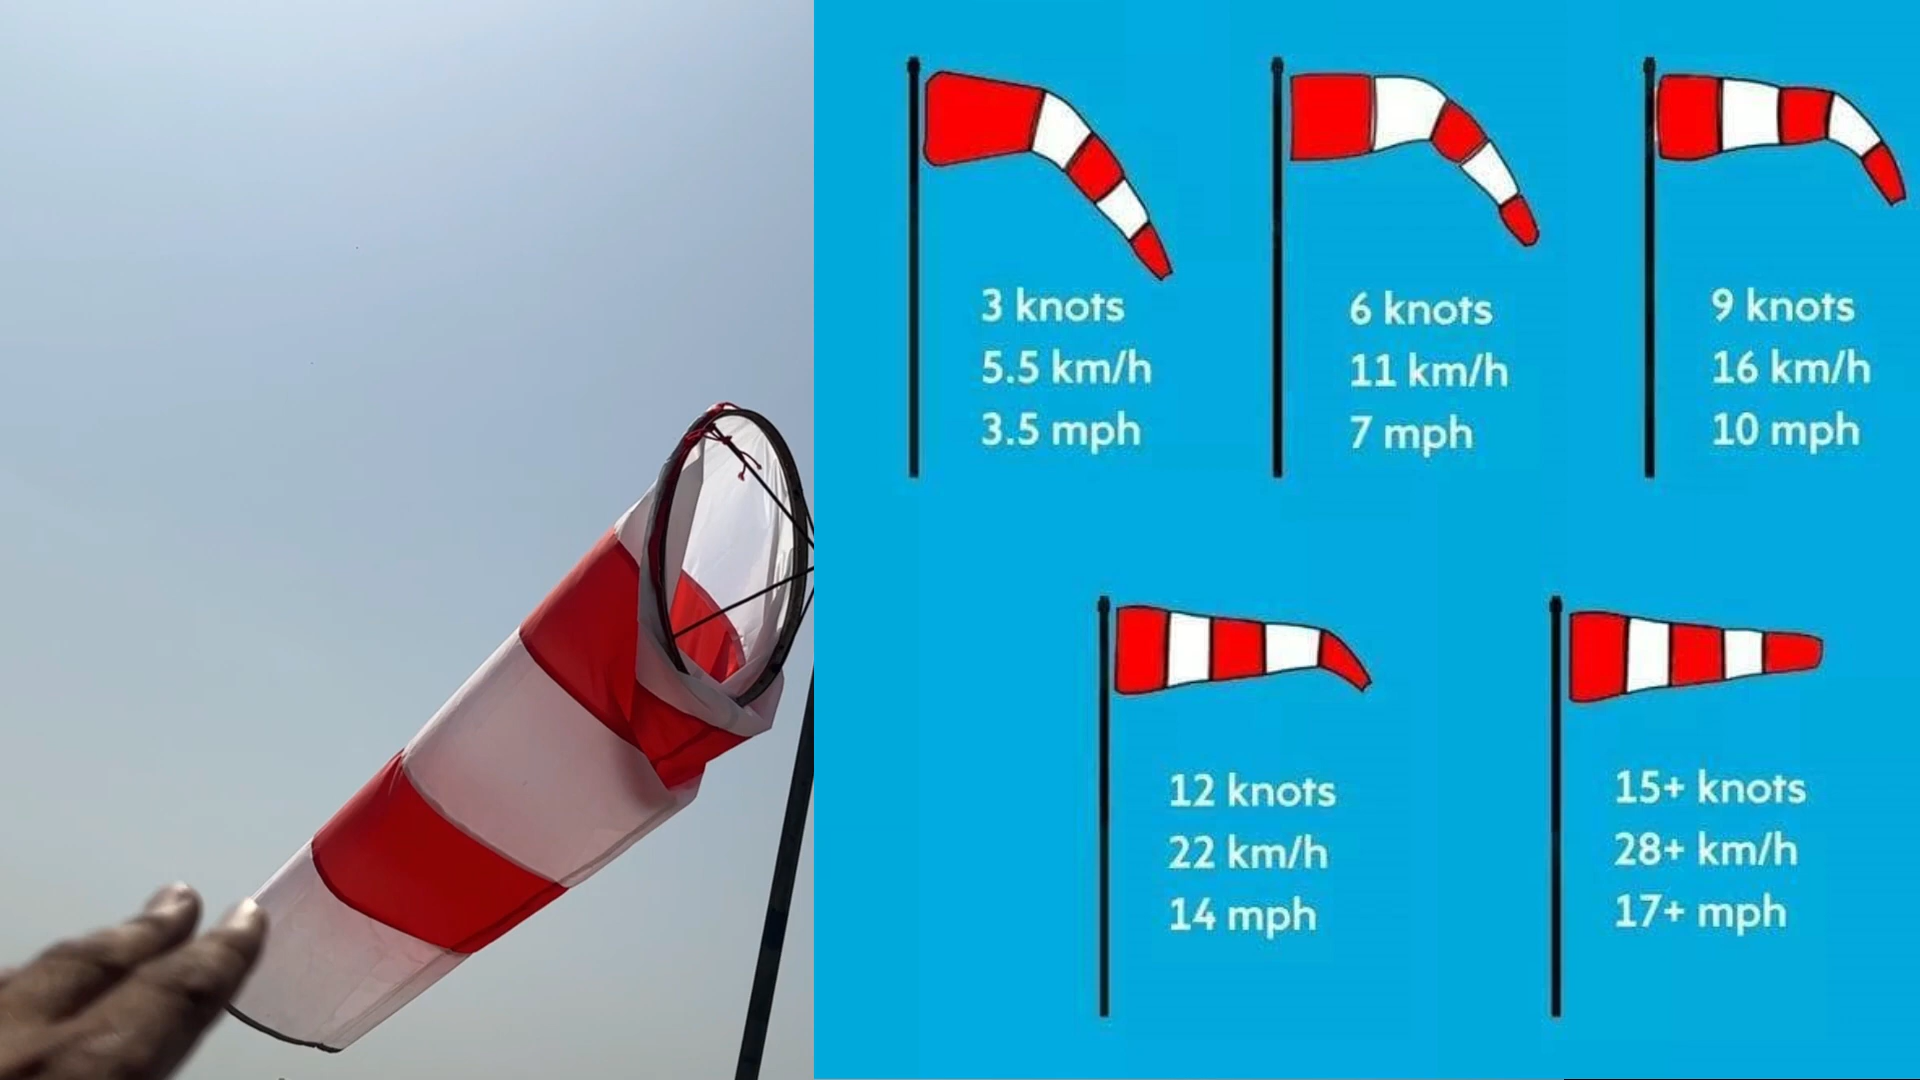 3 knots
5.5 km/h
3.5 mph
6 knots
11 km/h
7 mph
9 knots
16 km/h
10 mph
12 knots
22 km/h
14 mph
15+ knots
28+ km/h
17+ mph